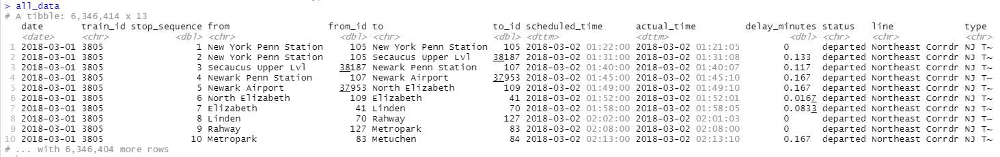 > all_data
# A tibble: 6,346,414 x 13
   date       train_id stop_sequence from                  from_id to                    to_id scheduled_time      actual_time         delay_minutes status   line             type
   <date>     <chr>            <dbl> <chr>                   <dbl> <chr>                 <dbl> <dttm>              <dttm>                      <dbl> <chr>    <chr>            <chr>
 1 2018-03-01 3805                 1 New York Penn Station     105 New York Penn Station   105 2018-03-02 01:22:00 2018-03-02 01:21:05        0      departed Northeast Corrdr NJ T~
 2 2018-03-01 3805                 2 New York Penn Station     105 Secaucus Upper Lvl    38187 2018-03-02 01:31:00 2018-03-02 01:31:08        0.133  departed Northeast Corrdr NJ T~
 3 2018-03-01 3805                 3 Secaucus Upper Lvl      38187 Newark Penn Station     107 2018-03-02 01:40:00 2018-03-02 01:40:07        0.117  departed Northeast Corrdr NJ T~
 4 2018-03-01 3805                 4 Newark Penn Station       107 Newark Airport        37953 2018-03-02 01:45:00 2018-03-02 01:45:10        0.167  departed Northeast Corrdr NJ T~
 5 2018-03-01 3805                 5 Newark Airport          37953 North Elizabeth         109 2018-03-02 01:49:00 2018-03-02 01:49:10        0.167  departed Northeast Corrdr NJ T~
 6 2018-03-01 3805                 6 North Elizabeth           109 Elizabeth                41 2018-03-02 01:52:00 2018-03-02 01:52:01        0.0167 departed Northeast Corrdr NJ T~
 7 2018-03-01 3805                 7 Elizabeth                  41 Linden                   70 2018-03-02 01:58:00 2018-03-02 01:58:05        0.0833 departed Northeast Corrdr NJ T~
 8 2018-03-01 3805                 8 Linden                     70 Rahway                  127 2018-03-02 02:02:00 2018-03-02 02:01:03        0      departed Northeast Corrdr NJ T~
 9 2018-03-01 3805                 9 Rahway                    127 Metropark                83 2018-03-02 02:08:00 2018-03-02 02:08:00        0      departed Northeast Corrdr NJ T~
10 2018-03-01 3805                10 Metropark                  83 Metuchen                 84 2018-03-02 02:13:00 2018-03-02 02:13:10        0.167  departed Northeast Corrdr NJ T~
# ... with 6,346,404 more rows